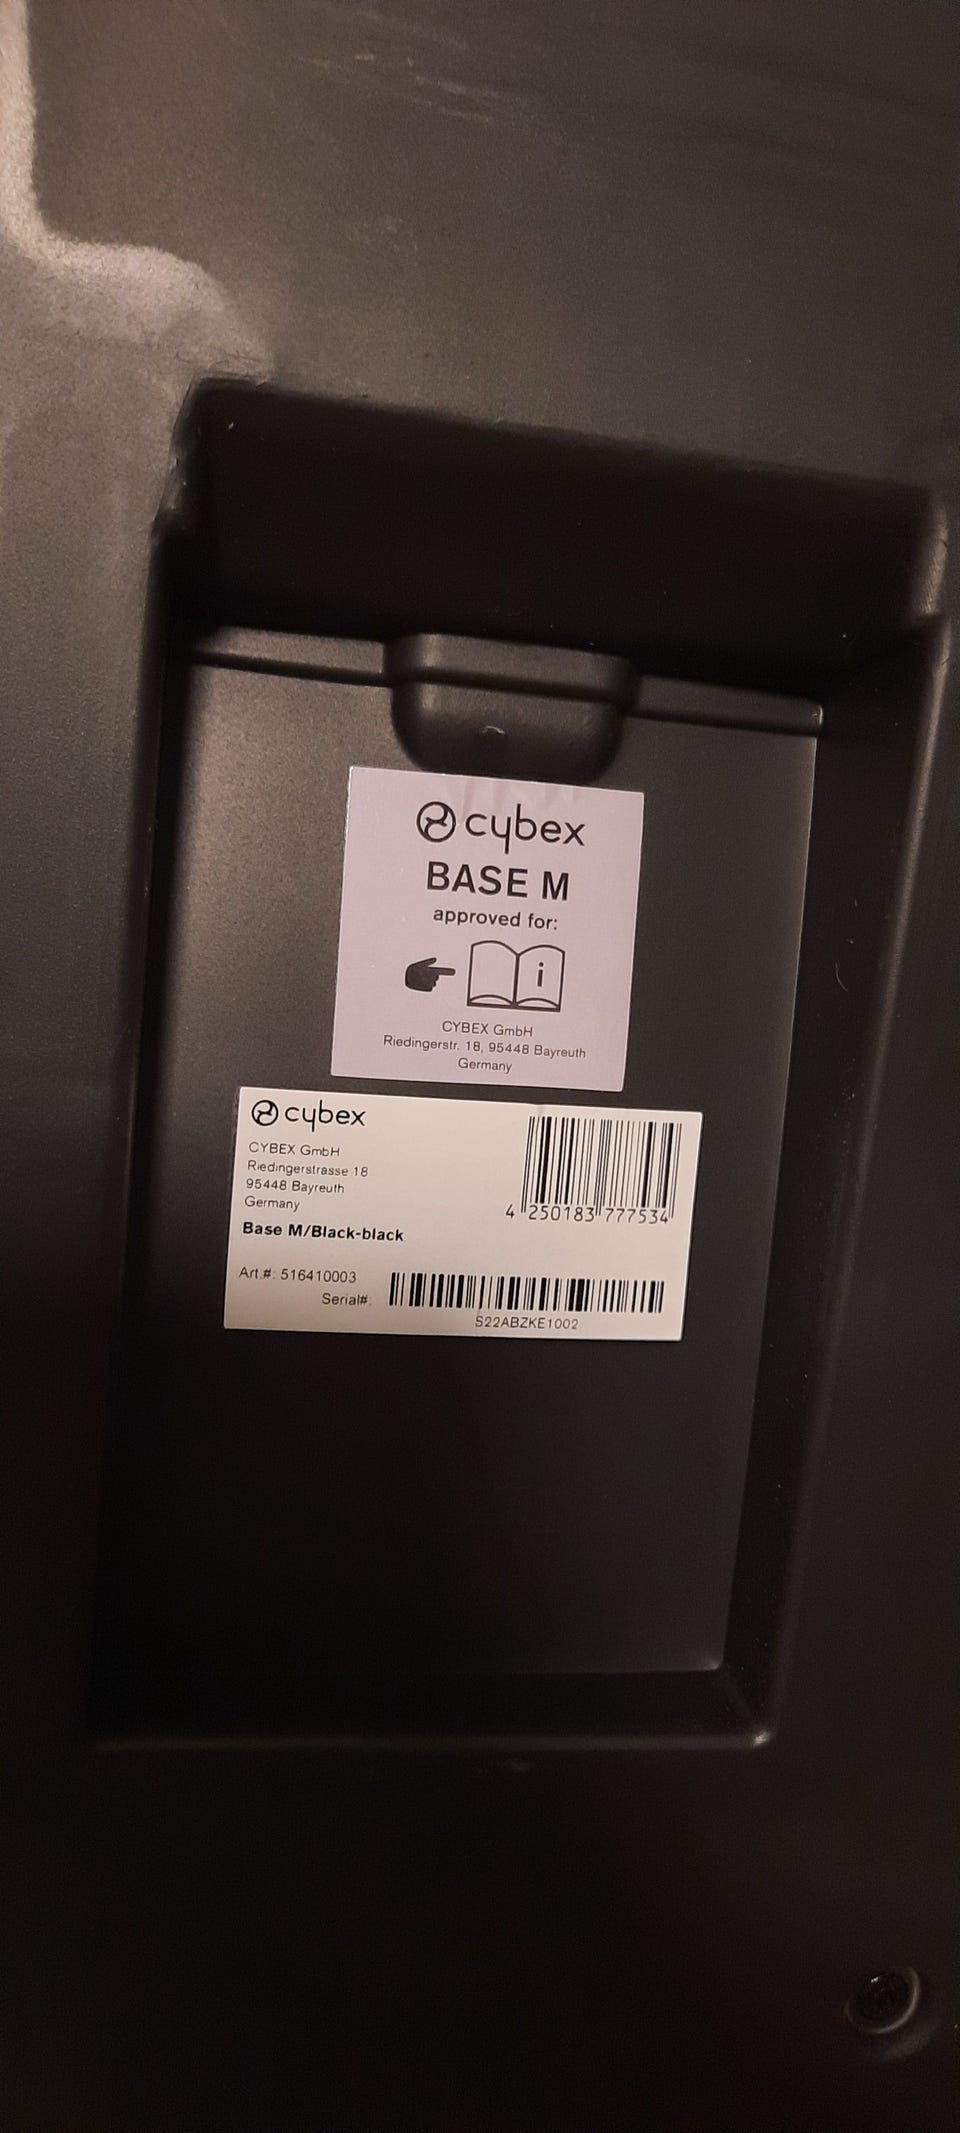 cybex
BASE M
approved for:
i
CYBEX GmbH
Riedingerstr. 18, 95448 Bayreuth
Germany
cybex
CYBEX GmbH
Riedingerstrasse 18
95448 Bayreuth
Germany
4 250183 777534
Base M/Black-black
Art.#: 516410003
Serial#:
S22ABZKE1002